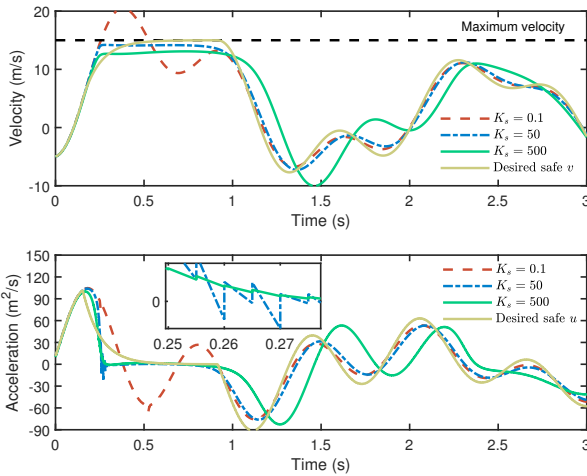 Maximum velocity
20
10
0
-10
Velocity (m/s)
K_s = 0.1
K_s = 50
K_s = 500
Desired safe v
0 0.5 1 1.5 2 2.5 3
Time (s)
150
120
90
60
30
0
-30
-60
-90
Acceleration (m²/s)
0
0.25 0.26 0.27
K_s = 0.1
K_s = 50
K_s = 500
Desired safe u
0 0.5 1 1.5 2 2.5 3
Time (s)